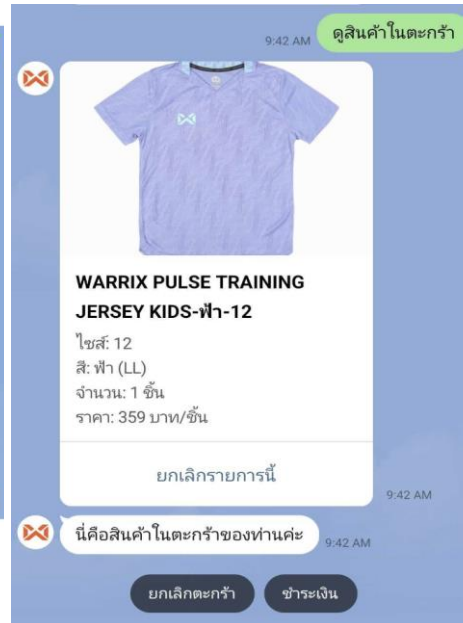 ดูสินค้าในตะกร้า
9:42 AM
WARRIX PULSE TRAINING
JERSEY KIDS-ฟ้า-12
ไซส์: 12
สี: ฟ้า (LL)
จำนวน: 1 ชิ้น
ราคา: 359 บาท/ชิ้น
ยกเลิกรายการนี้
9:42 AM
นี่คือสินค้าในตะกร้าของท่านค่ะ
9:42 AM
ยกเลิกตะกร้า
ชำระเงิน